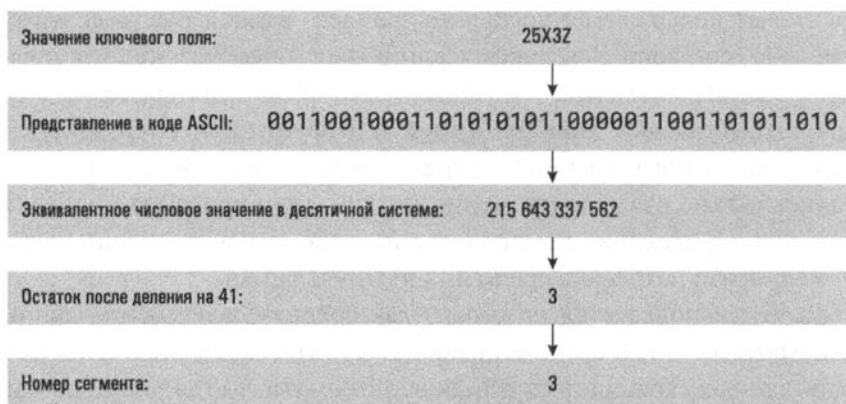 Значение ключевого поля: 25X3Z
Представление в коде ASCII: 0011001000110101010110000011001101011010
Эквивалентное числовое значение в десятичной системе: 215 643 337 562
Остаток после деления на 41: 3
Номер сегмента: 3